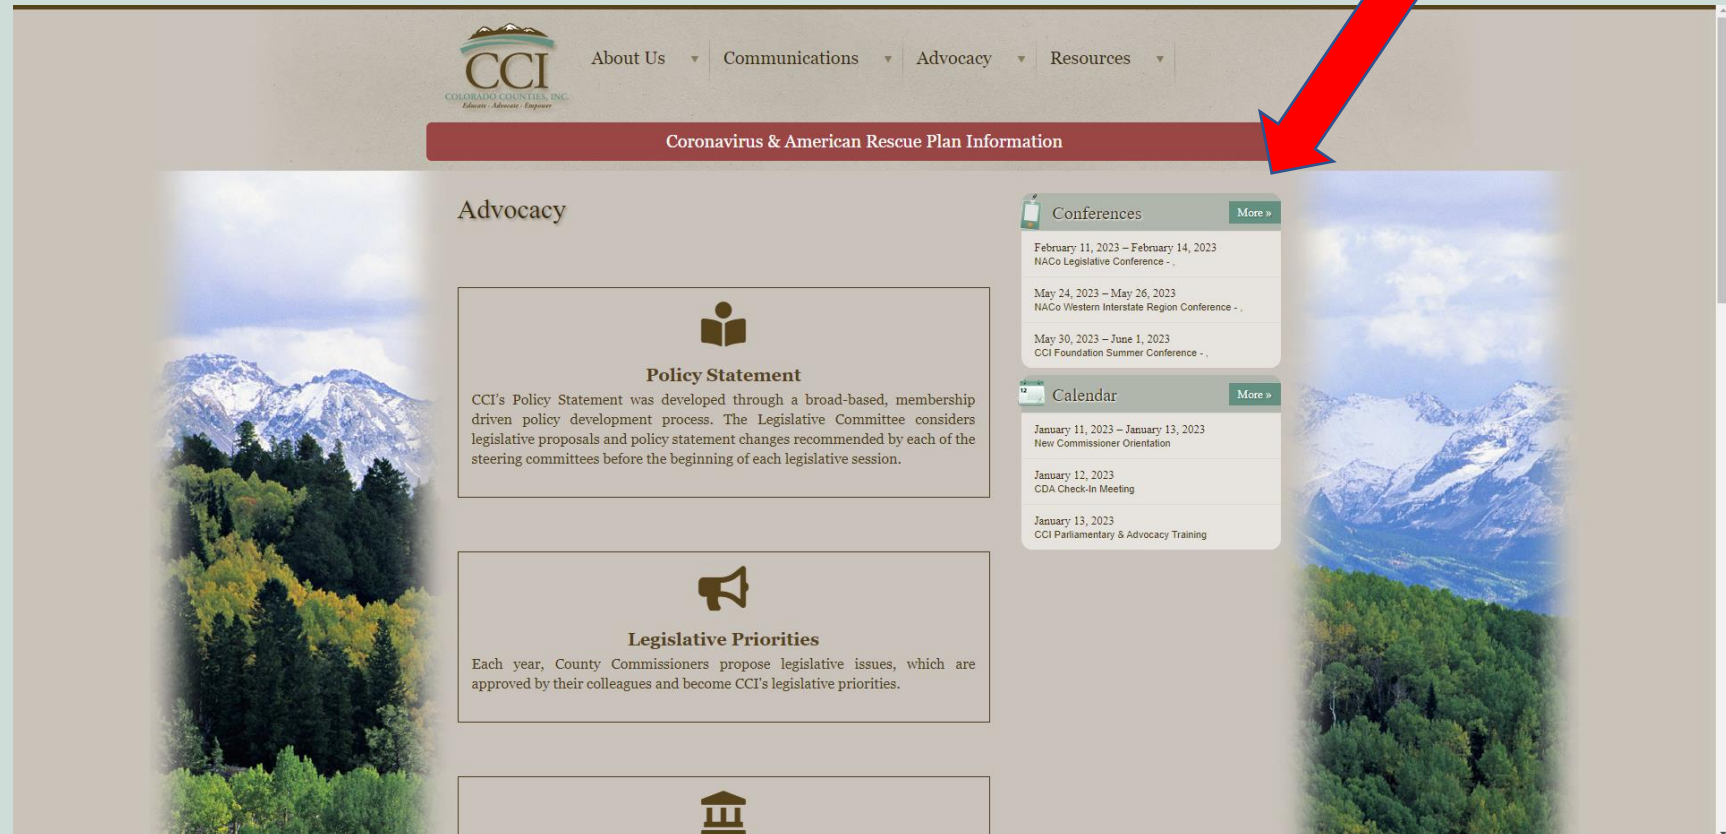 CCI
COLORADO COUNTIES, INC.
Educate · Advocate · Empower
About Us
Communications
Advocacy
Resources
Coronavirus & American Rescue Plan Information
Advocacy
Policy Statement
CCI's Policy Statement was developed through a broad-based, membership
driven policy development process. The Legislative Committee considers
legislative proposals and policy statement changes recommended by each of the
steering committees before the beginning of each legislative session.
Legislative Priorities
Each year, County Commissioners propose legislative issues, which are
approved by their colleagues and become CCI's legislative priorities.
Conferences
More »
February 11, 2023 – February 14, 2023
NACo Legislative Conference - ,
May 24, 2023 – May 26, 2023
NACo Western Interstate Region Conference - ,
May 30, 2023 – June 1, 2023
CCI Foundation Summer Conference - ,
12
Calendar
More »
January 11, 2023 – January 13, 2023
New Commissioner Orientation
January 12, 2023
CDA Check-In Meeting
January 13, 2023
CCI Parliamentary & Advocacy Training